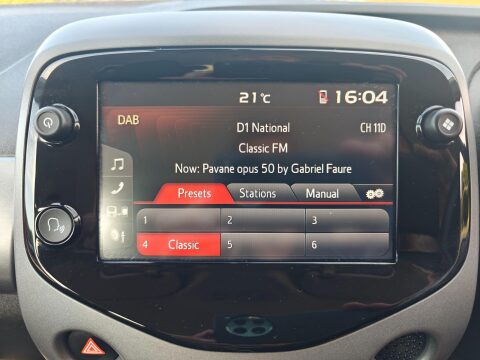 21°c 16:04
DAB
D1 National CH 11D
Classic FM
Now: Pavane opus 50 by Gabriel Faure
Presets Stations Manual
1 2 3
4 Classic 5 6